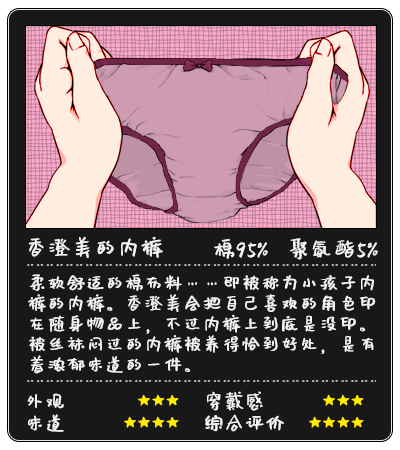 香澄美的内裤 棉95% 聚氨酯5%
柔软舒适的棉布料……即被称为小孩子内
裤的内裤。香澄美会把自己喜欢的角色印
在随身物品上，不过内裤上到底是没印。
被丝袜闷过的内裤被养得恰到好处，是有
着浓郁味道的一件。
外观 ★★★ 穿戴感 ★★★
味道 ★★★★ 综合评价 ★★★★